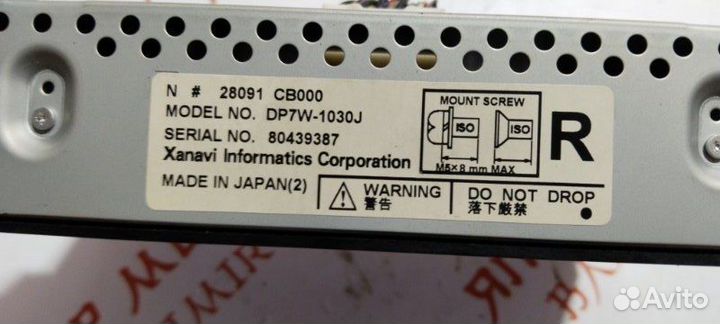 N # 28091 CB000
MODEL NO. DP7W-1030J
SERIAL NO. 80439387
Xanavi Informatics Corporation
MADE IN JAPAN(2)
MOUNT SCREW
ISO ISO
M5×8 mm MAX
R
WARNING
警告
DO NOT DROP
落下厳禁
Avito